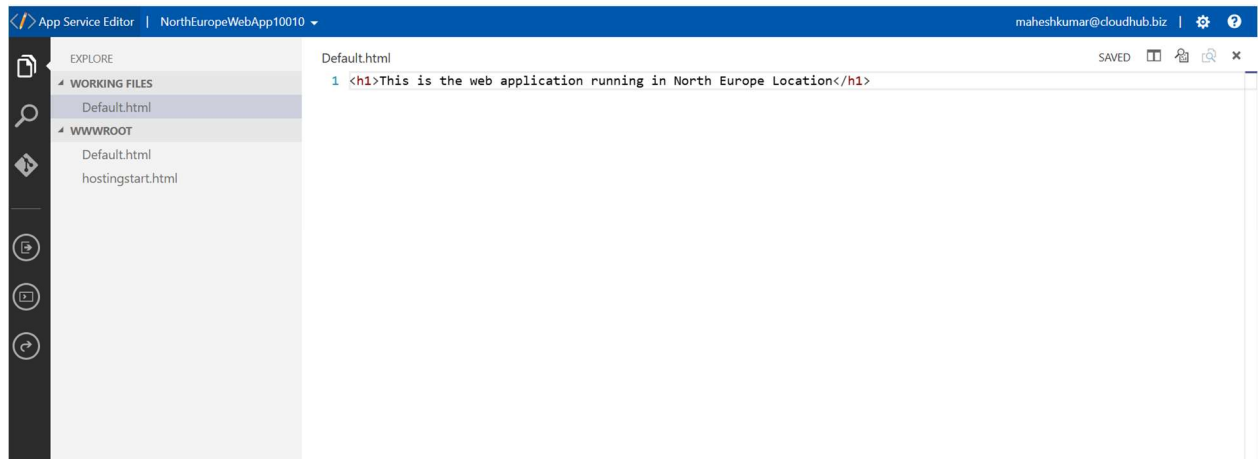 App Service Editor | NorthEuropeWebApp10010 maheshkumar@cloudhub.biz |
EXPLORE
WORKING FILES
Default.html
WWWROOT
Default.html
hostingstart.html
Default.html SAVED
1 <h1>This is the web application running in North Europe Location</h1>